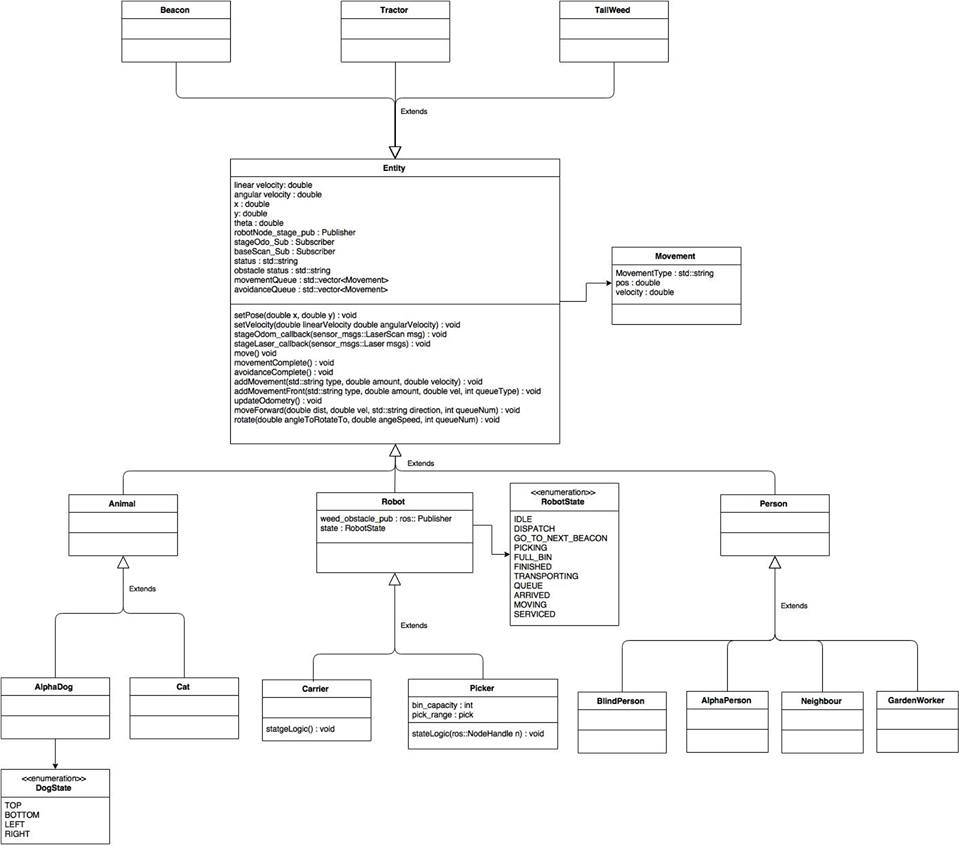 Beacon
Tractor
TallWeed
Extends
Entity
linear velocity: double
angular velocity : double
x : double
y: double
theta : double
robotNode_stage_pub : Publisher
stageOdo_Sub : Subscriber
baseScan_Sub : Subscriber
status : std::string
obstacle status : std::string
movementQueue : std::vector<Movement>
avoidanceQueue : std::vector<Movement>
setPose(double x, double y) : void
setVelocity(double linearVelocity double angularVelocity) : void
stageOdom_callback(sensor_msgs::LaserScan msg) : void
stageLaser_callback(sensor_msgs::Laser msgs) : void
move() void
movementComplete() : void
avoidanceComplete() : void
addMovement(std::string type, double amount, double velocity) : void
addMovementFront(std::string type, double amount, double vel, int queueType) : void
updateOdometry() : void
moveForward(double dist, double vel, std::string direction, int queueNum) : void
rotate(double angleToRotateTo, double angeSpeed, int queueNum) : void
Movement
MovementType : std::string
pos : double
velocity : double
Extends
Animal
Robot
weed_obstacle_pub : ros:: Publisher
state : RobotState
<<enumeration>>
RobotState
IDLE
DISPATCH
GO_TO_NEXT_BEACON
PICKING
FULL_BIN
FINISHED
TRANSPORTING
QUEUE
ARRIVED
MOVING
SERVICED
Person
Extends
Extends
Extends
AlphaDog
Cat
Carrier
statgeLogic() : void
Picker
bin_capacity : int
pick_range : pick
stateLogic(ros::NodeHandle n) : void
BlindPerson
AlphaPerson
Neighbour
GardenWorker
<<enumeration>>
DogState
TOP
BOTTOM
LEFT
RIGHT